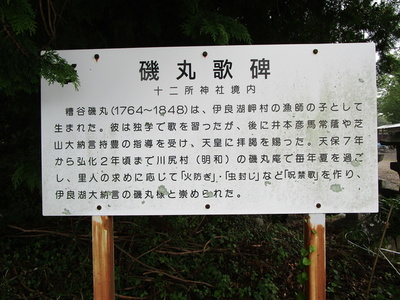 磯丸歌碑
十二所神社境内
糟谷磯丸(1764～1848)は、伊良湖岬村の漁師の子として
生まれた。彼は独学で歌を習ったが、後に井本彦馬常蔭や芝
山大納言持豊の指導を受け、天皇に拝謁を賜った。天保7年
から弘化2年頃まで川尻村(明和)の磯丸庵で毎年夏を過ご
し、里人の求めに応じて「火防ぎ」・「虫封じ」など「呪禁歌」を作り、
伊良湖大納言の磯丸様と崇められた。